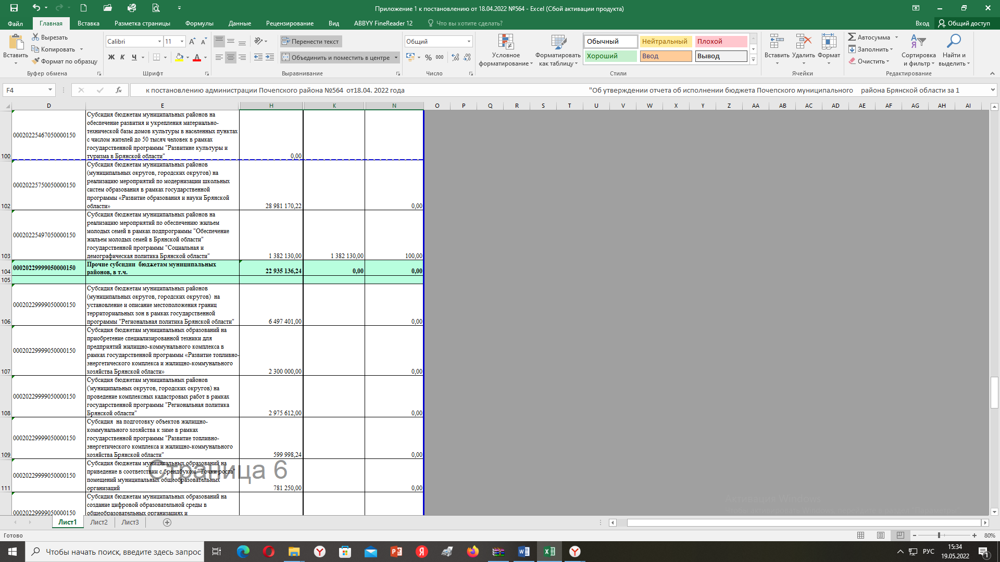 Приложение 1 к постановлению от 18.04.2022 №564 - Excel (Сбой активации продукта)
Файл Главная Вставка Разметка страницы Формулы Данные Рецензирование Вид ABBYY FineReader 12 Что вы хотите сделать? Вход Общий доступ
Вставить
Вырезать
Копировать
Формат по образцу
Буфер обмена
Calibri 11
Ж К Ч
Шрифт
Перенести текст
Объединить и поместить в центре
Выравнивание
Общий
% 000
Число
Условное форматирование
Форматировать как таблицу
Обычный Нейтральный Плохой
Хороший Ввод Вывод
Стили
Вставить Удалить Формат
Ячейки
Автосумма
Заполнить
Очистить
Сортировка и фильтр
Найти и выделить
Редактирование
F4 fx к постановлению администрации Почепского района №564 от18.04. 2022 года "Об утверждении отчета об исполнении бюджета Почепского муниципального района Брянской области за 1
D E H K N O P Q R S T U V W X Y Z AA AB AC AD AE AF AG AH AI
00020225467050000150
Субсидия бюджетам муниципальных районов на
обеспечение развития и укрепления материально-
технической базы домов культуры в населенных пунктах
с числом жителей до 50 тысяч человек в рамках
государственной программы "Развитине культуры и
туризма в Брянской области"
100 0,00
00020225750050000150
Субсидия бюджетам муниципальных районов
(муниципальных округов, городских округов) на
реализацию мероприятий по модернизации школьных
систем образования в рамках государственной
программы «Развитие образования и науки Брянской
области»
102 28 981 170,22 0,00
00020225497050000150
Субсидия бюджетам муниципальных районов на
реализацию мероприятий по обеспечению жильем
молодых семей в рамках подпрограммы "Обеспечение
жильем молодых семей в Брянской области"
государственной программы "Социальная и
демографическая политика Брянской области"
103 1 382 130,00 1 382 130,00 100,00
00020229999050000150
Прочие субсидии бюджетам муниципальных
районов, в т.ч.
104 22 935 136,24 0,00 0,00
105
00020229999050000150
Субсидия бюджетам муниципальных районов
(муниципальных округов, городских округов) на
установление и описание местоположения границ
территориальных зон в рамках государственной
программы "Региональная политика Брянской области"
106 6 497 401,00 0,00
00020229999050000150
Субсидия бюджетам муниципальных образований на
приобретение специализированной техники для
предприятий жилищно-коммунального комплекса в
рамках государственной программы «Развитие топливно-
энергетического комплекса и жилищно-коммунального
хозяйства Брянской области»
107 2 300 000,00 0,00
00020229999050000150
Субсидия бюджетам муниципальных районов
('муниципальных округов, городских округов) на
проведение комплексных кадастровых работ в рамках
государственной программы "Региональная политика
Брянской области"
108 2 975 612,00 0,00
00020229999050000150
Субсидия на подготовку объектов жилищно-
коммунального хозяйства к зиме в рамках
государственной программы "Развитие топливно-
энергетического комплекса и жилищно-коммунального
хозяйства Брянской области"
109 599 998,24 0,00
00020229999050000150
Субсидия бюджетам муниципальных образований на
приведение в соответствии с брендбуком "Точки роста"
помещений муниципальных общеобразовательных
организаций
111 781 250,00 0,00
Страница 6
00020229999050000150
Субсидия бюджетам муниципальных образований на
создание цифровой образовательной среды в
общеобразовательных организациях и
Активация Windows
Лист1 Лист2 Лист3
Готово 80%
Чтобы начать поиск, введите здесь запрос
РУС 15:34
19.05.2022
1